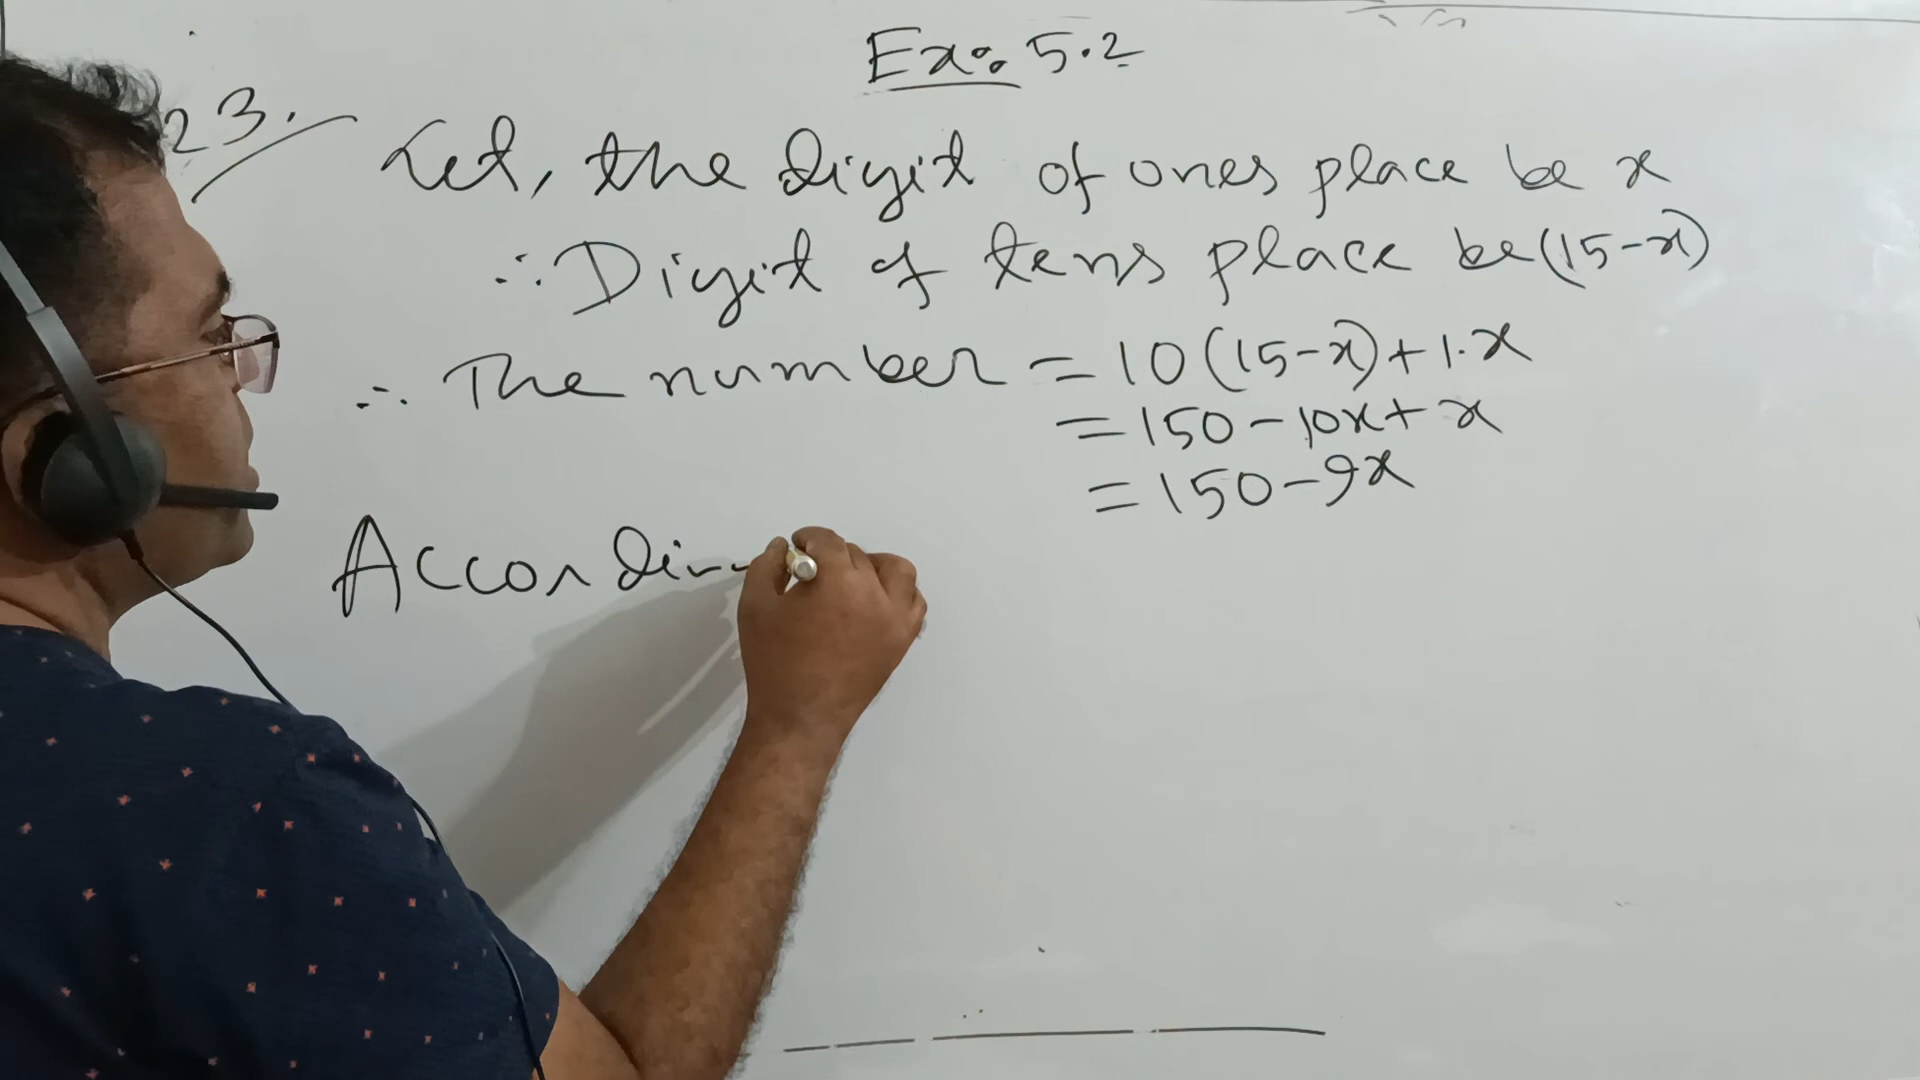 Ex: 5.2
23.
Let, the digit of ones place be x
∴ Digit of tens place be (15-x)
∴ The number = 10(15-x)+1.x
= 150-10x+x
= 150-9x
Accordin